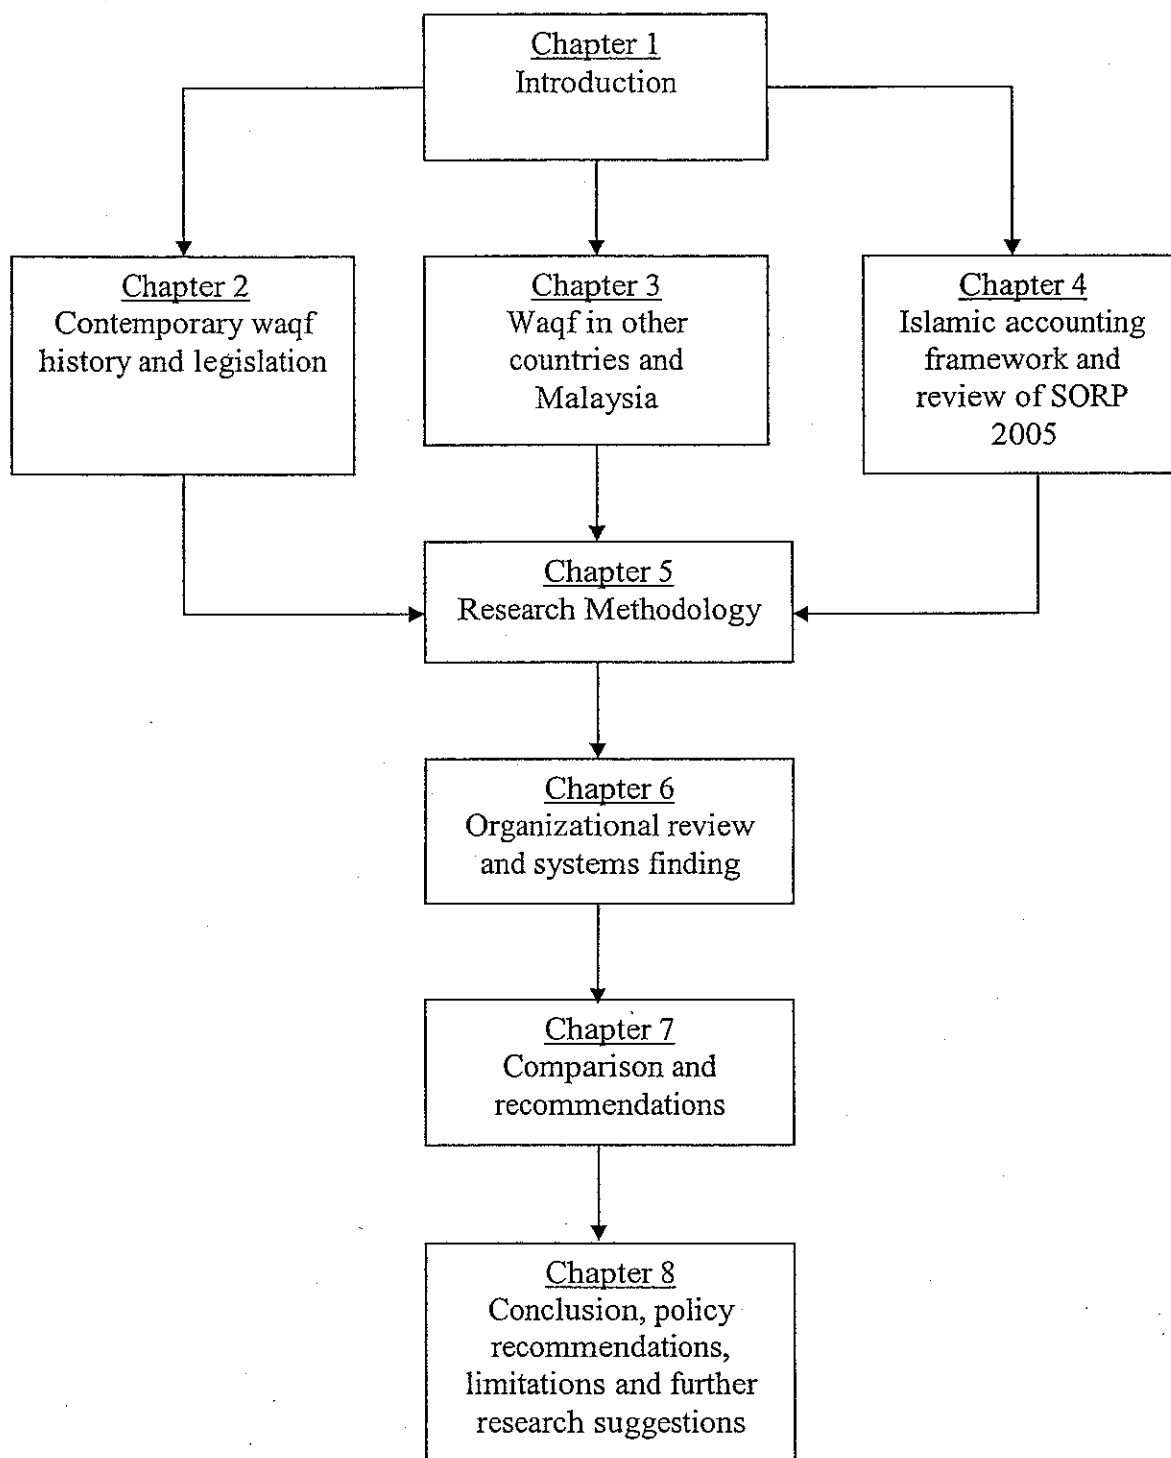 Chapter 1
Introduction
Chapter 2
Contemporary waqf
history and legislation
Chapter 3
Waqf in other
countries and
Malaysia
Chapter 4
Islamic accounting
framework and
review of SORP
2005
Chapter 5
Research Methodology
Chapter 6
Organizational review
and systems finding
Chapter 7
Comparison and
recommendations
Chapter 8
Conclusion, policy
recommendations,
limitations and further
research suggestions